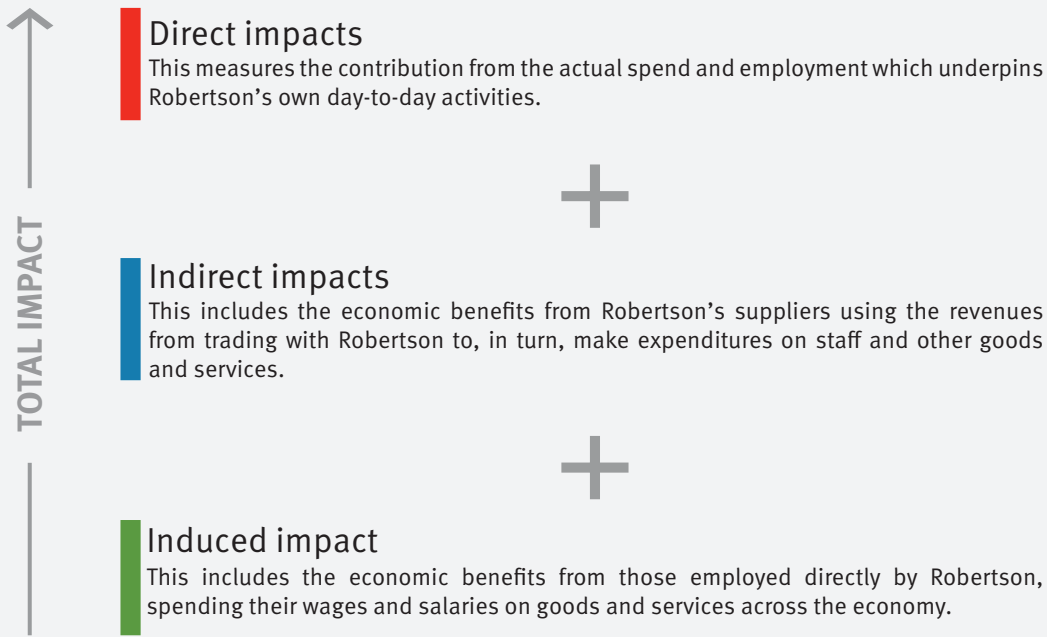 Direct impacts
This measures the contribution from the actual spend and employment which underpins
Robertson’s own day-to-day activities.
+
TOTAL IMPACT
Indirect impacts
This includes the economic benefits from Robertson’s suppliers using the revenues
from trading with Robertson to, in turn, make expenditures on staff and other goods
and services.
+
Induced impact
This includes the economic benefits from those employed directly by Robertson,
spending their wages and salaries on goods and services across the economy.